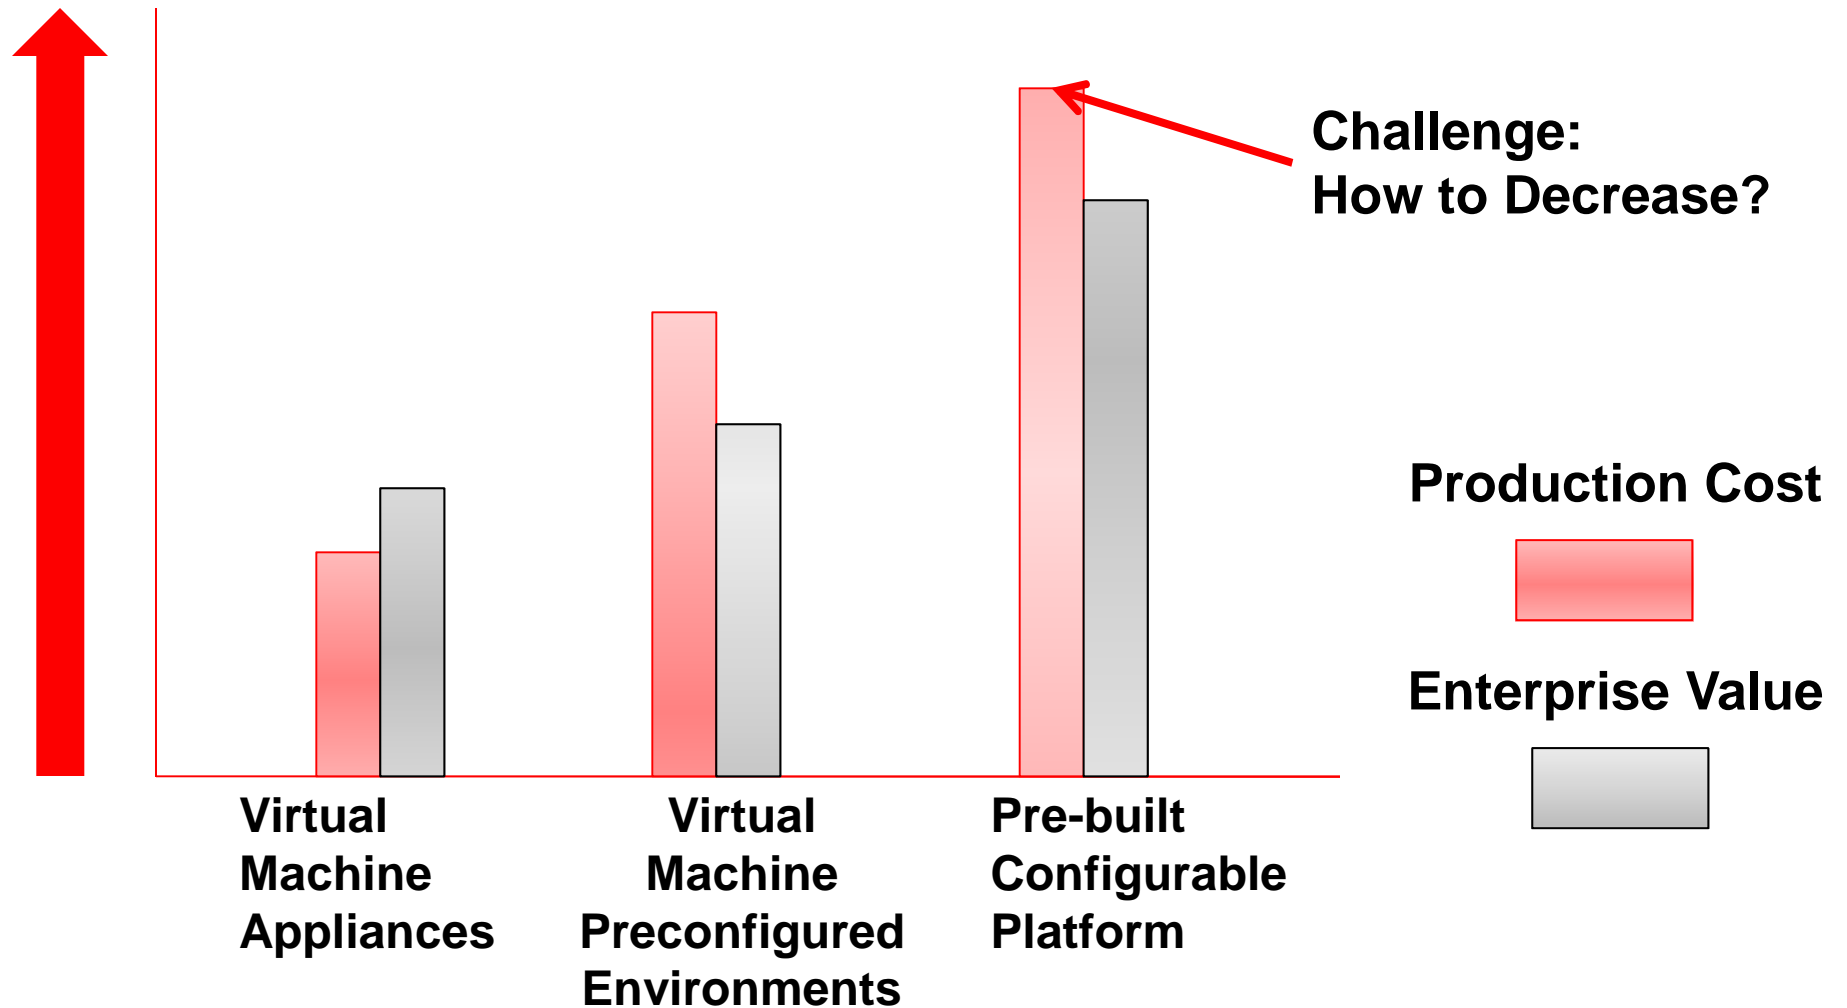 Challenge:
How to Decrease?
Production Cost
Enterprise Value
Virtual
Machine
Appliances
Virtual
Machine
Preconfigured
Environments
Pre-built
Configurable
Platform